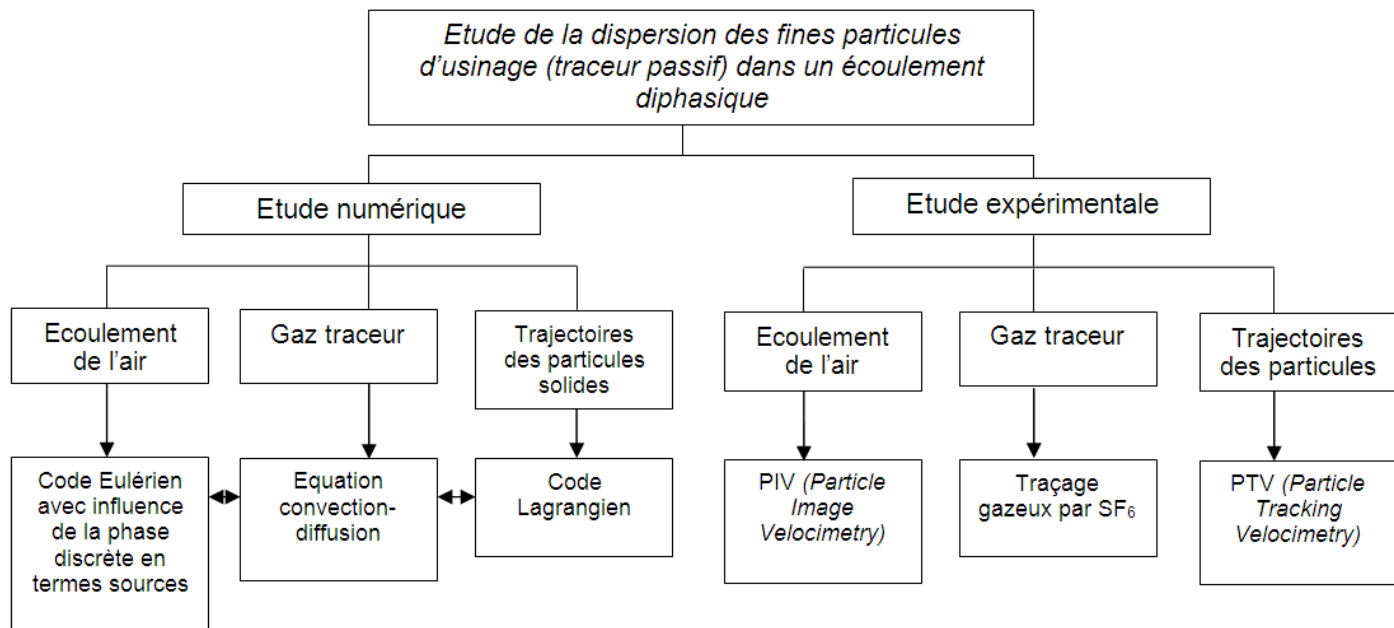 Etude de la dispersion des fines particules
d'usinage (traceur passif) dans un écoulement
diphasique
Etude numérique
Etude expérimentale
Ecoulement
de l'air
Gaz traceur
Trajectoires
des particules
solides
Ecoulement
de l'air
Gaz traceur
Trajectoires
des particules
Code Eulérien
avec influence
de la phase
discrète en
termes sources
Equation
convection-
diffusion
Code
Lagrangien
PIV (Particle
Image
Velocimetry)
Traçage
gazeux par SF₆
PTV (Particle
Tracking
Velocimetry)